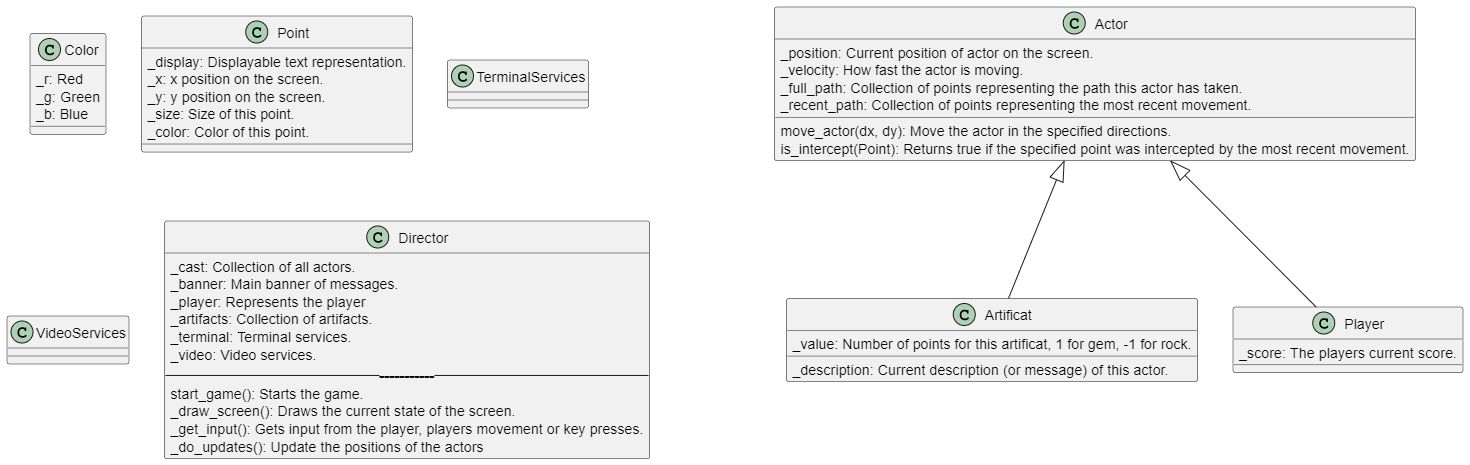 C Color
_r: Red
_g: Green
_b: Blue
C Point
_display: Displayable text representation.
_x: x position on the screen.
_y: y position on the screen.
_size: Size of this point.
_color: Color of this point.
C TerminalServices
C Actor
_position: Current position of actor on the screen.
_velocity: How fast the actor is moving.
_full_path: Collection of points representing the path this actor has taken.
_recent_path: Collection of points representing the most recent movement.
move_actor(dx, dy): Move the actor in the specified directions.
is_intercept(Point): Returns true if the specified point was intercepted by the most recent movement.
C VideoServices
C Director
_cast: Collection of all actors.
_banner: Main banner of messages.
_player: Represents the player
_artifacts: Collection of artifacts.
_terminal: Terminal services.
_video: Video services.
start_game(): Starts the game.
_draw_screen(): Draws the current state of the screen.
_get_input(): Gets input from the player, players movement or key presses.
_do_updates(): Update the positions of the actors
C Artificat
_value: Number of points for this artificat, 1 for gem, -1 for rock.
_description: Current description (or message) of this actor.
C Player
_score: The players current score.